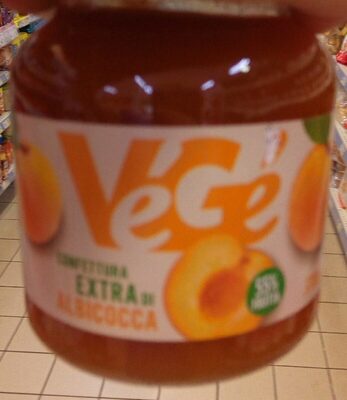 VéGé
CONFETTURA
EXTRA DI
ALBICOCCA
55%
FRUTTA